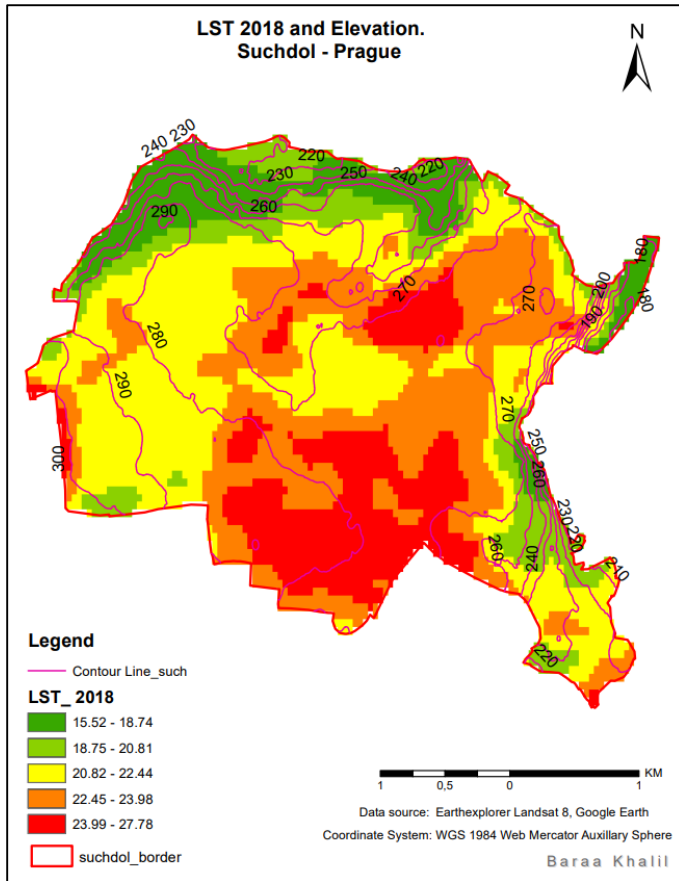 LST 2018 and Elevation.
Suchdol - Prague
N
240
230
220
230
250
240
220
260
290
180
200
180
190
270
270
280
290
270
300
250
260
230
220
260
240
210
220
Legend
Contour Line_such
LST_ 2018
15.52 - 18.74
18.75 - 20.81
20.82 - 22.44
22.45 - 23.98
23.99 - 27.78
suchdol_border
KM
1 0,5 0 1
Data source: Earthexplorer Landsat 8, Google Earth
Coordinate System: WGS 1984 Web Mercator Auxillary Sphere
Baraa Khalil